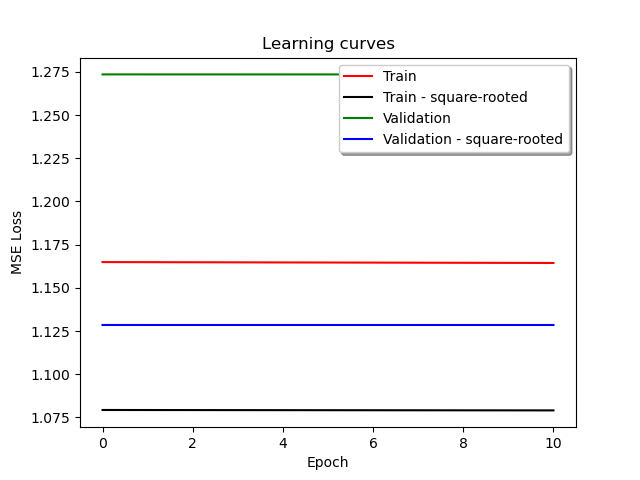 Learning curves
1.275
1.250
1.225
1.200
1.175
1.150
1.125
1.100
1.075
MSE Loss
Train
Train - square-rooted
Validation
Validation - square-rooted
0
2
4
6
8
10
Epoch